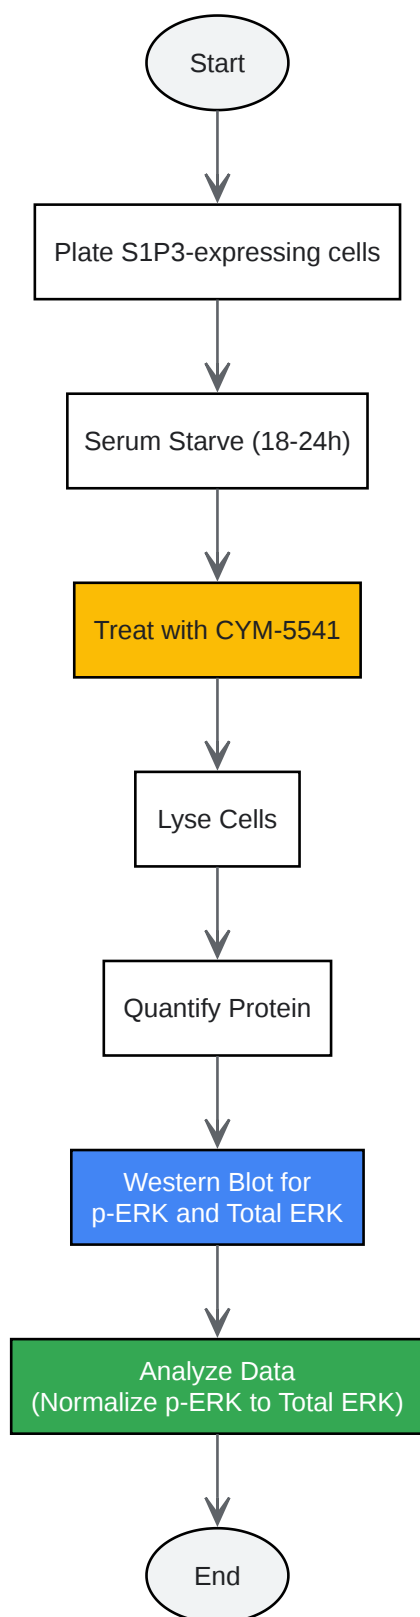 Start
Plate S1P3-expressing cells
Serum Starve (18-24h)
Treat with CYM-5541
Lyse Cells
Quantify Protein
Western Blot for
p-ERK and Total ERK
Analyze Data
(Normalize p-ERK to Total ERK)
End